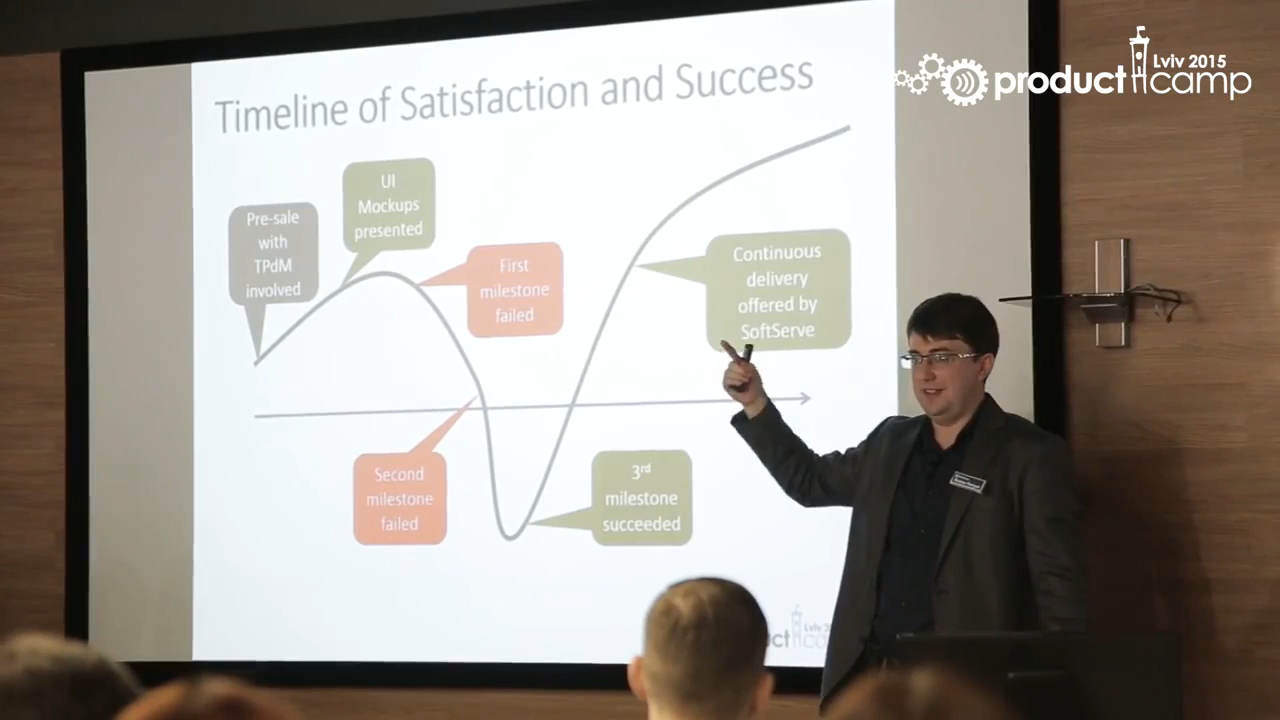 Lviv 2015
product camp
Timeline of Satisfaction and Success
Pre-sale
with
TPdM
involved
UI
Mockups
presented
First
milestone
failed
Continuous
delivery
offered by
SoftServe
Second
milestone
failed
3rd
milestone
succeeded
Lviv